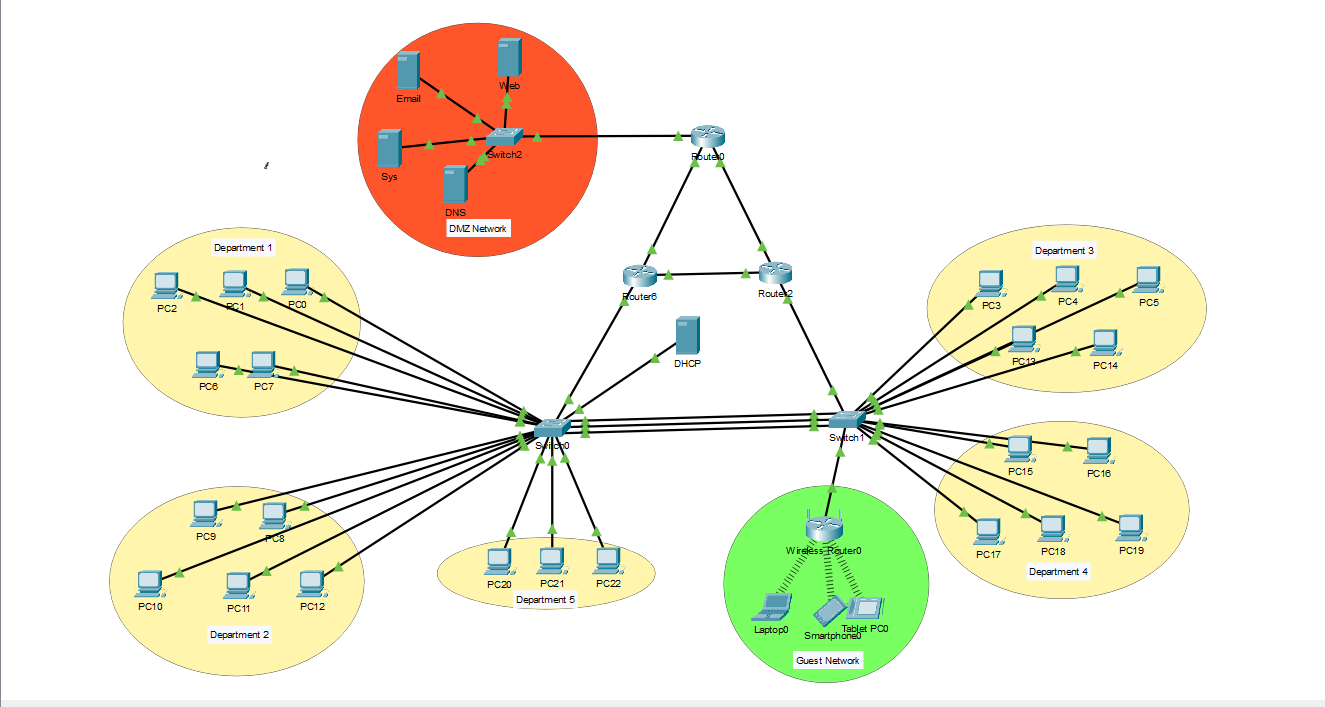 Web
Email
Switch2
Router0
Sys
DNS
DMZ Network
Department 1
Department 3
PC2
PC1
PC0
Router6
Router2
PC3
PC4
PC5
DHCP
PC13
PC14
PC6
PC7
Switch0
Switch1
PC15
PC16
PC9
PC8
PC17
PC18
PC19
Wireless Router0
Department 4
PC20
PC21
PC22
Department 5
PC10
PC11
PC12
Department 2
Laptop0
Smartphone0
Tablet PC0
Guest Network